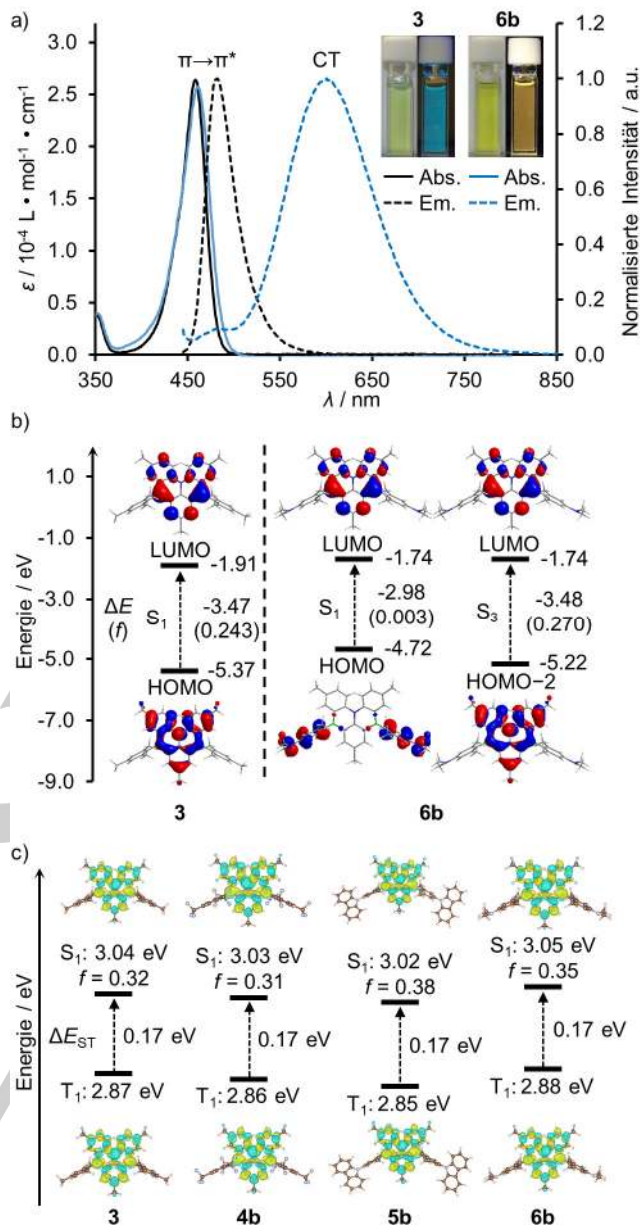 a)
3 6b
π→π* CT
Abs. Abs.
Em. Em.
3.0
2.5
2.0
1.5
1.0
0.5
0.0
ε / 10⁻⁴ L • mol⁻¹ • cm⁻¹
1.2
1.0
0.8
0.6
0.4
0.2
0.0
Normalisierte Intensität / a.u.
350 450 550 650 750 850
λ / nm
b)
Energie / eV
1.0
-1.0
-3.0
-5.0
-7.0
-9.0
LUMO -1.91
ΔE
(f)
S₁ -3.47
(0.243)
-5.37
HOMO
LUMO -1.74
S₁ -2.98
(0.003)
-4.72
HOMO
LUMO -1.74
S₃ -3.48
(0.270)
-5.22
HOMO−2
3 6b
c)
Energie / eV
S₁: 3.04 eV S₁: 3.03 eV S₁: 3.02 eV S₁: 3.05 eV
f = 0.32 f = 0.31 f = 0.38 f = 0.35
ΔE_ST 0.17 eV 0.17 eV 0.17 eV 0.17 eV
T₁: 2.87 eV T₁: 2.86 eV T₁: 2.85 eV T₁: 2.88 eV
3 4b 5b 6b